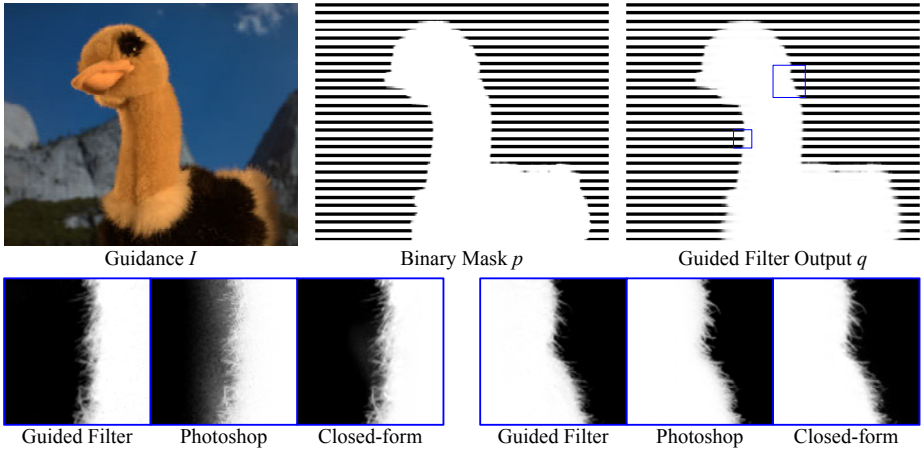 Guidance I
Binary Mask p
Guided Filter Output q
Guided Filter
Photoshop
Closed-form
Guided Filter
Photoshop
Closed-form